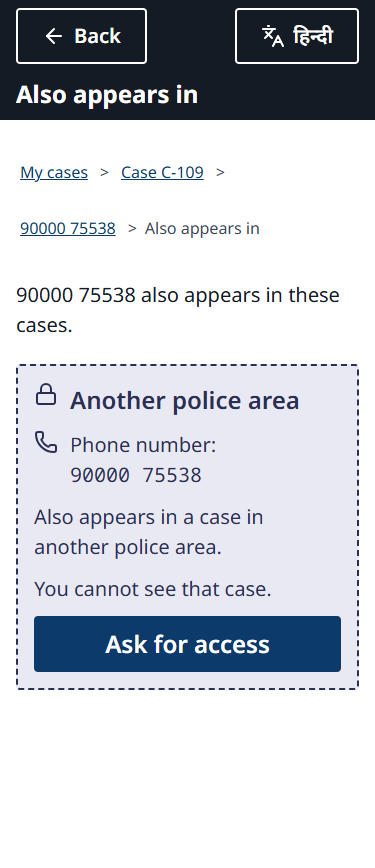 Back
हिन्दी
Also appears in
My cases > Case C-109 >
90000 75538 > Also appears in
90000 75538 also appears in these
cases.
Another police area
Phone number:
90000 75538
Also appears in a case in
another police area.
You cannot see that case.
Ask for access